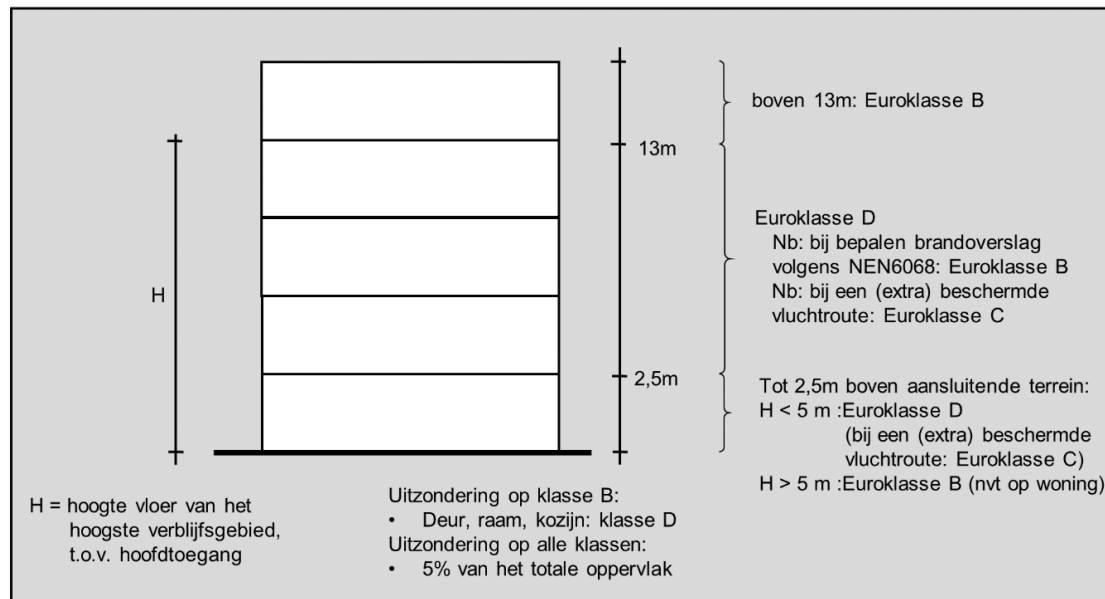 boven 13m: Euroklasse B
13m
Euroklasse D
Nb: bij bepalen brandoverslag
volgens NEN6068: Euroklasse B
Nb: bij een (extra) beschermde
vluchtroute: Euroklasse C
H
2,5m
Tot 2,5m boven aansluitende terrein:
H < 5 m :Euroklasse D
(bij een (extra) beschermde
vluchtroute: Euroklasse C)
H > 5 m :Euroklasse B (nvt op woning)
H = hoogte vloer van het
hoogste verblijfsgebied,
t.o.v. hoofdtoegang
Uitzondering op klasse B:
• Deur, raam, kozijn: klasse D
Uitzondering op alle klassen:
• 5% van het totale oppervlak